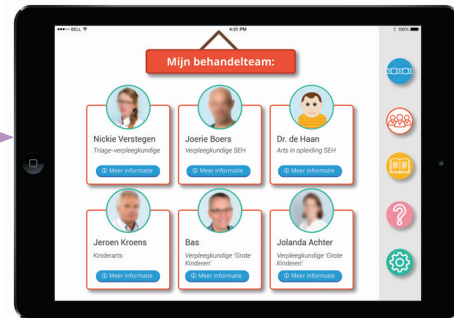 BELL
4:21 PM
100%
Mijn behandelteam:
Nickie Verstegen
Triage-verpleegkundige
Meer informatie
Joerie Boers
Verpleegkundige SEH
Meer informatie
Dr. de Haan
Arts in opleiding SEH
Meer informatie
Jeroen Kroens
Kinderarts
Meer informatie
Bas
Verpleegkundige 'Grote
Kinderen'
Meer informatie
Jolanda Achter
Verpleegkundige 'Grote
Kinderen'
Meer informatie
?